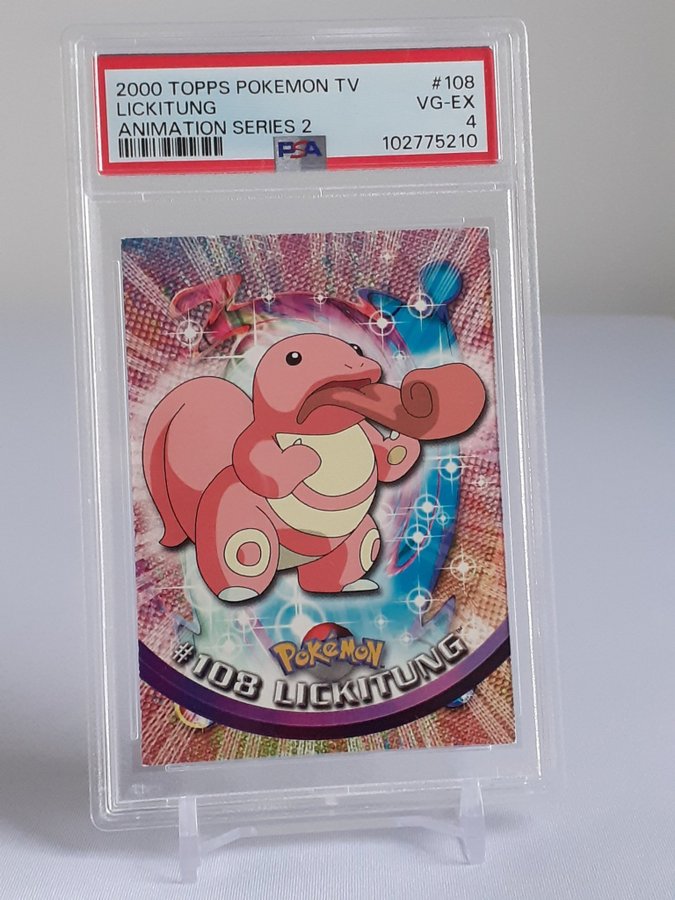 2000 TOPPS POKEMON TV #108
LICKITUNG VG-EX
ANIMATION SERIES 2 4
PSA 102775210
POKéMON
#108 LICKITUNG